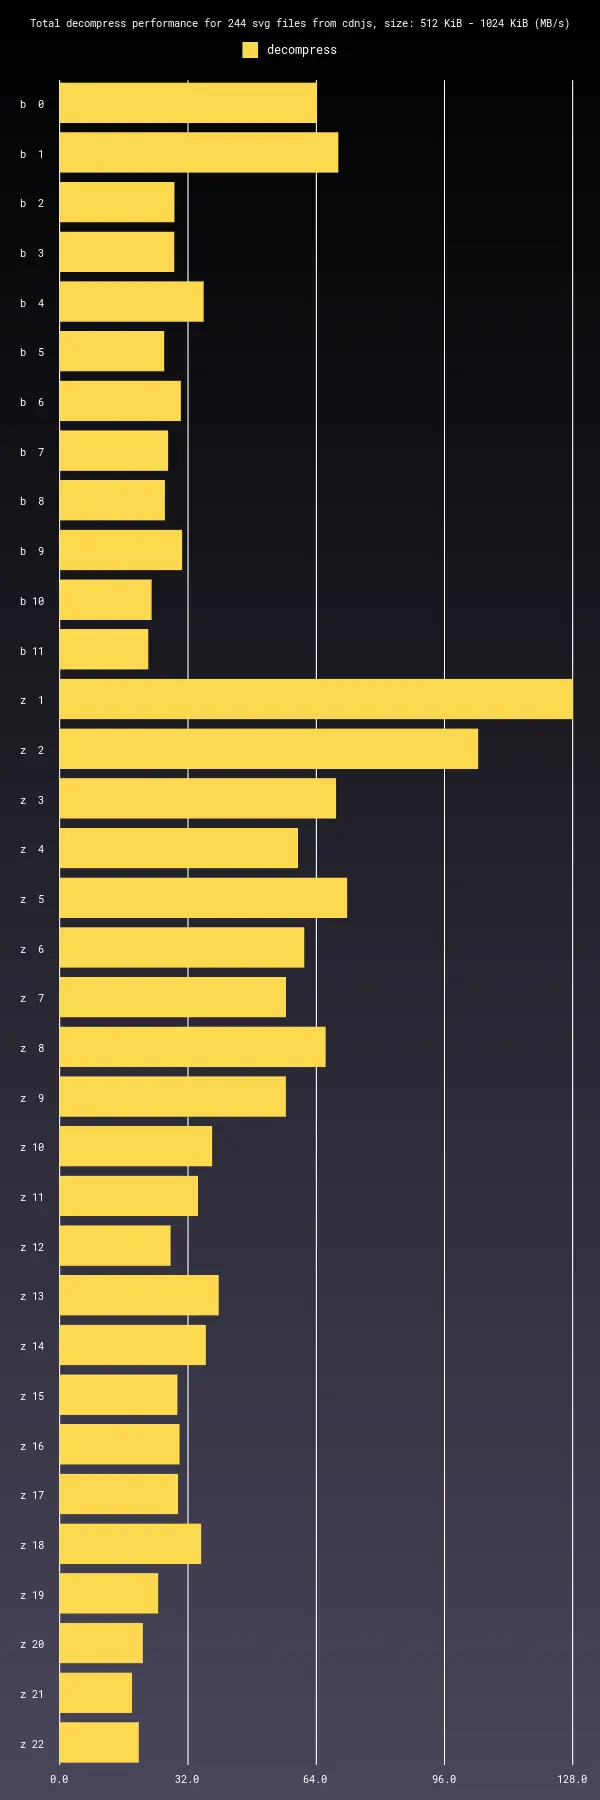 Total decompress performance for 244 svg files from cdnjs, size: 512 KiB - 1024 KiB (MB/s)
decompress
b 0
b 1
b 2
b 3
b 4
b 5
b 6
b 7
b 8
b 9
b 10
b 11
z 1
z 2
z 3
z 4
z 5
z 6
z 7
z 8
z 9
z 10
z 11
z 12
z 13
z 14
z 15
z 16
z 17
z 18
z 19
z 20
z 21
z 22
0.0 32.0 64.0 96.0 128.0